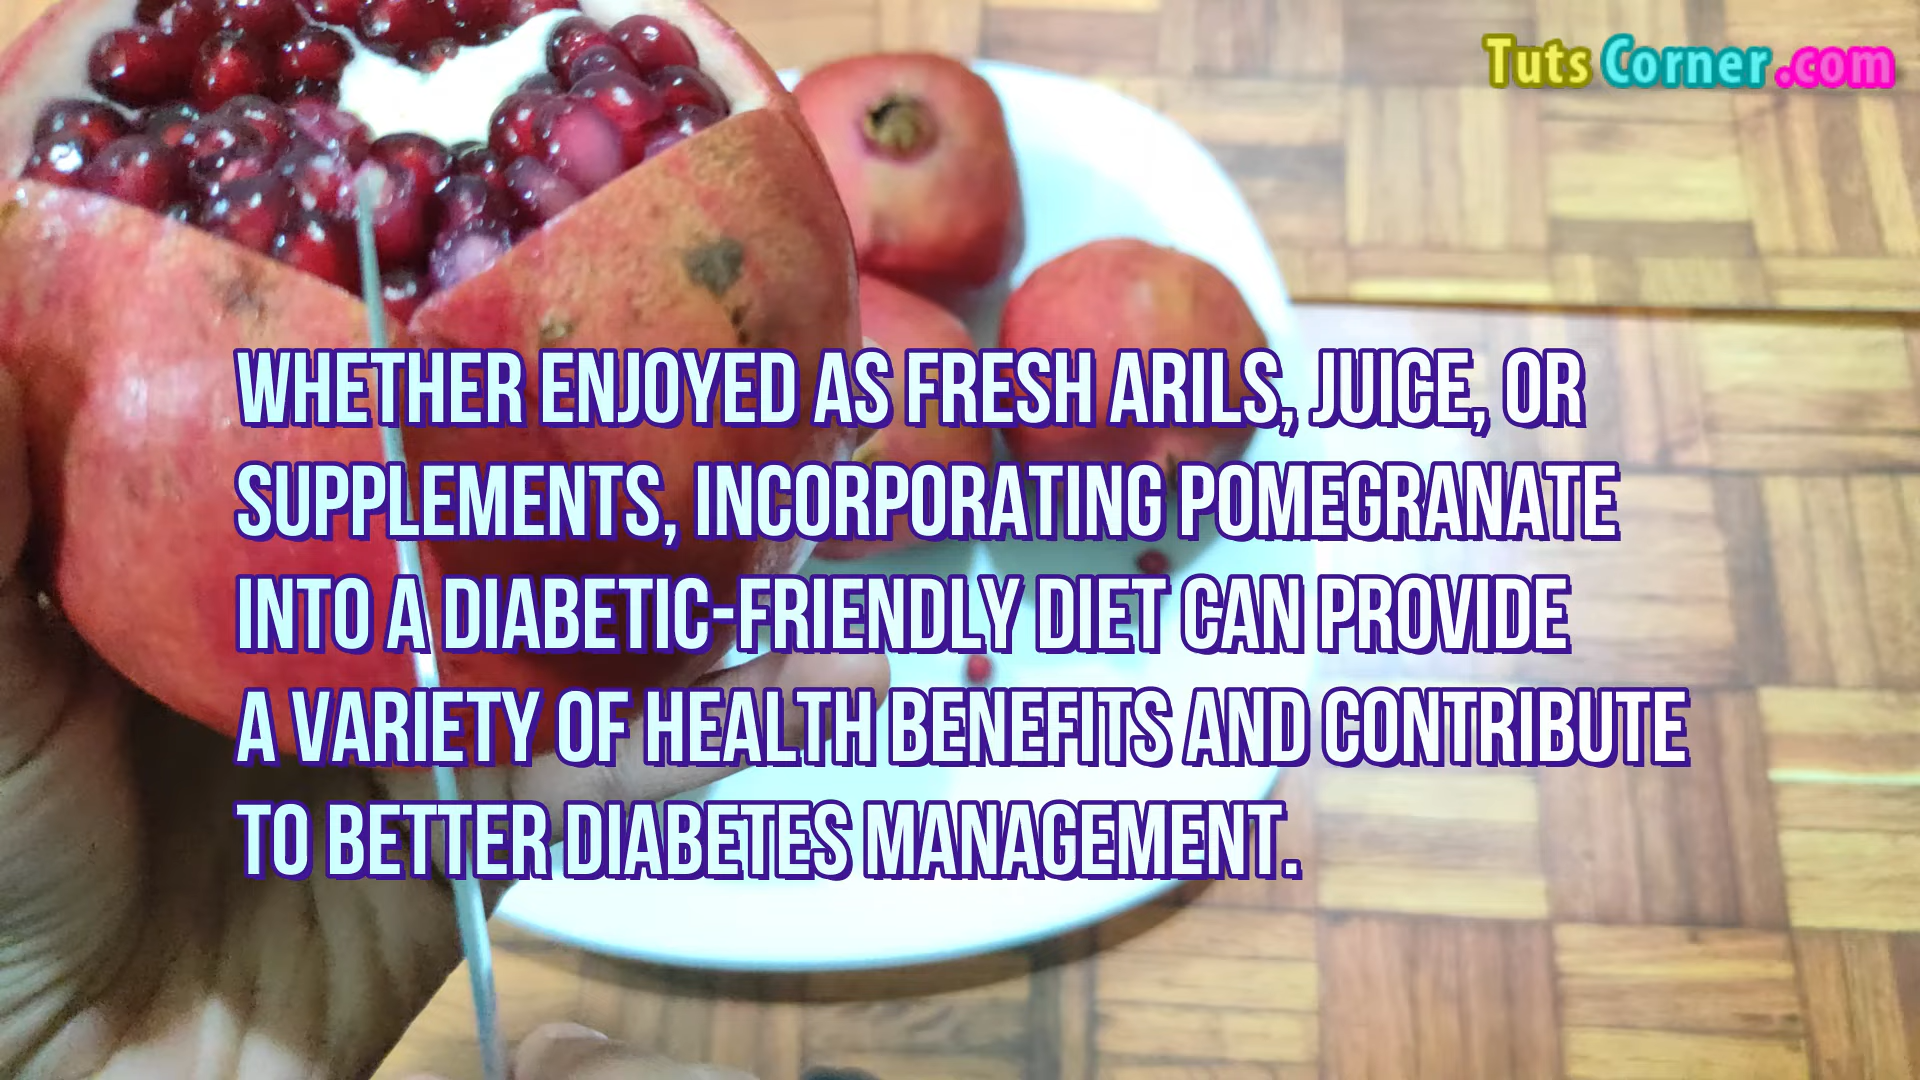 Tuts Corner .com
WHETHER ENJOYED AS FRESH ARILS, JUICE, OR
SUPPLEMENTS, INCORPORATING POMEGRANATE
INTO A DIABETIC-FRIENDLY DIET CAN PROVIDE
A VARIETY OF HEALTH BENEFITS AND CONTRIBUTE
TO BETTER DIABETES MANAGEMENT.